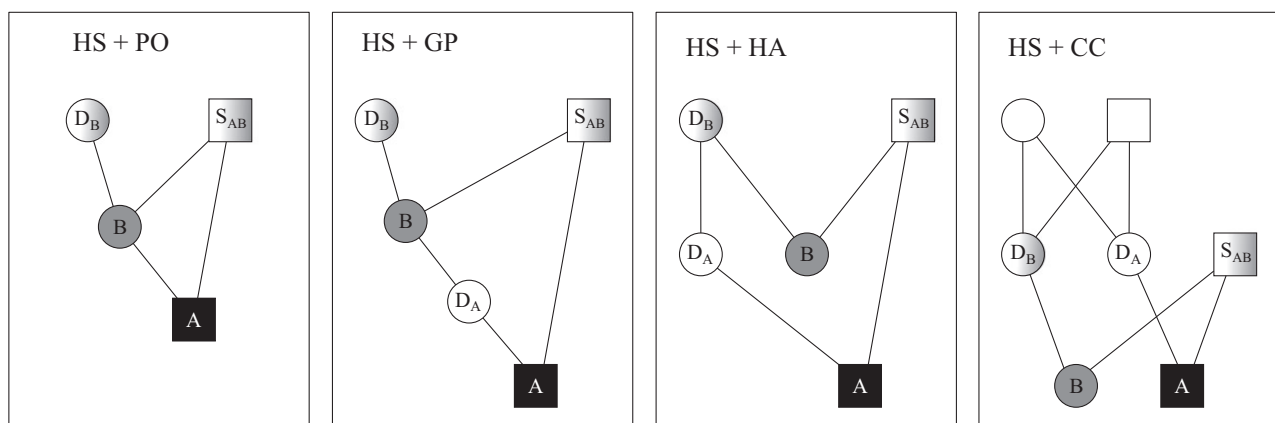 HS + PO
D_B
S_AB
B
A
HS + GP
D_B
S_AB
B
D_A
A
HS + HA
D_B
S_AB
D_A
B
A
HS + CC
D_B
D_A
S_AB
B
A